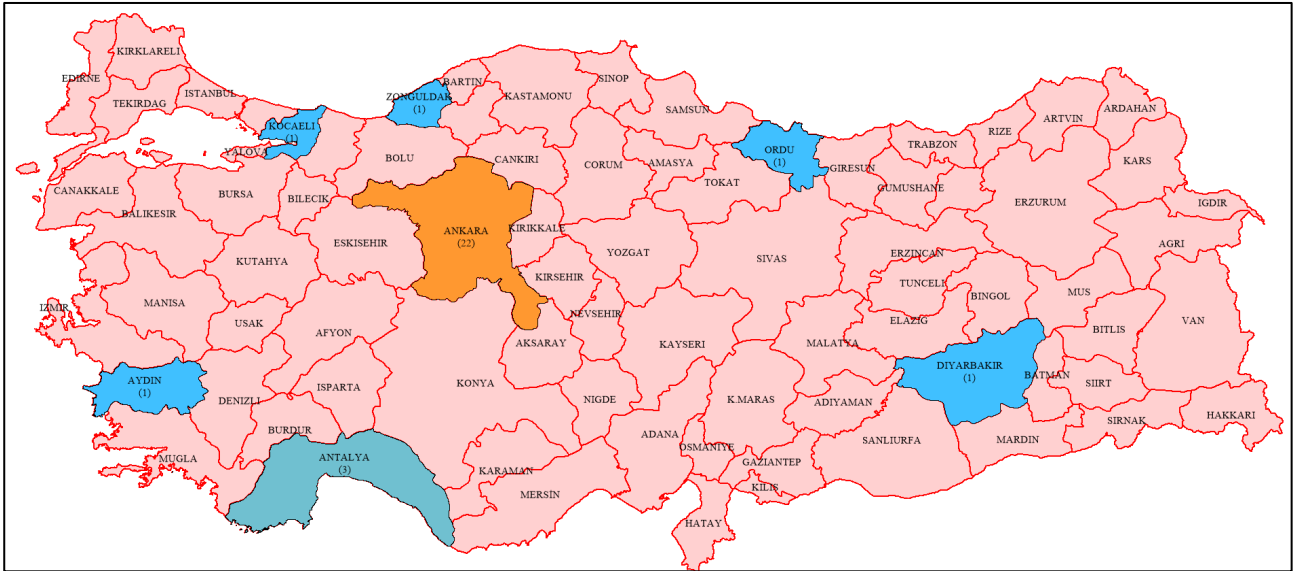 KIRKLARELI
EDIRNE
TEKIRDAG
ISTANBUL
KOCAELI
(1)
YALOVA
ZONGULDAK
(1)
BARTIN
KASTAMONU
SINOP
SAMSUN
ORDU
(1)
GIRESUN
TRABZON
RIZE
ARTVIN
ARDAHAN
KARS
CANAKKALE
BALIKESIR
BURSA
BILECIK
BOLU
CANKIRI
CORUM
AMASYA
TOKAT
GUMUSHANE
ERZURUM
IGDIR
AGRI
ESKISEHIR
ANKARA
(22)
KIRIKKALE
KUTAHYA
YOZGAT
SIVAS
ERZINCAN
TUNCELI
BINGOL
MUS
KIRSEHIR
NEVSEHIR
IZMIR
MANISA
USAK
AFYON
AKSARAY
KAYSERI
MALATYA
ELAZIG
BITLIS
VAN
AYDIN
(1)
DENIZLI
ISPARTA
KONYA
NIGDE
K.MARAS
ADIYAMAN
DIYARBAKIR
(1)
BATMAN
SIIRT
SIRNAK
HAKKARI
BURDUR
MUGLA
ANTALYA
(3)
KARAMAN
MERSİN
ADANA
OSMANIYE
GAZIANTEP
KILIS
SANLIURFA
MARDIN
HATAY